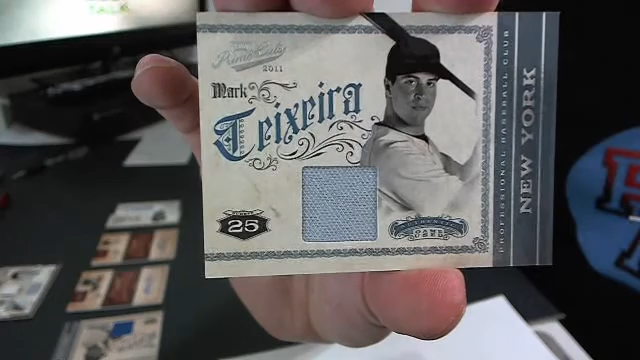 Prime Cuts
2011
Mark
Teixeira
25
PROFESSIONAL BASEBALL CLUB
NEW YORK